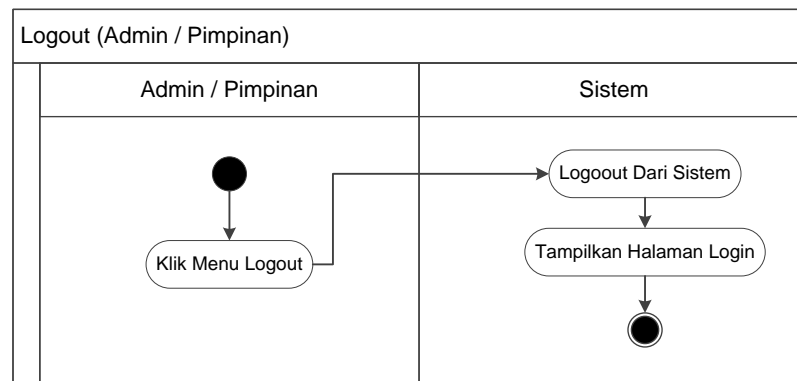 Logout (Admin / Pimpinan)
Admin / Pimpinan
Sistem
Logoout Dari Sistem
Klik Menu Logout
Tampilkan Halaman Login